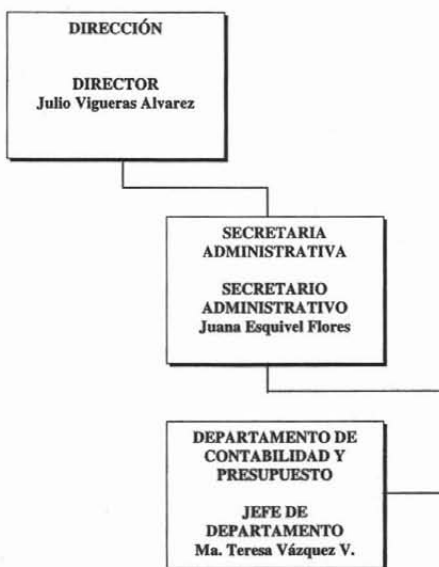 DIRECCIÓN
DIRECTOR
Julio Vigueras Alvarez
SECRETARIA
ADMINISTRATIVA
SECRETARIO
ADMINISTRATIVO
Juana Esquivel Flores
DEPARTAMENTO DE
CONTABILIDAD Y
PRESUPUESTO
JEFE DE
DEPARTAMENTO
Ma. Teresa Vázquez V.